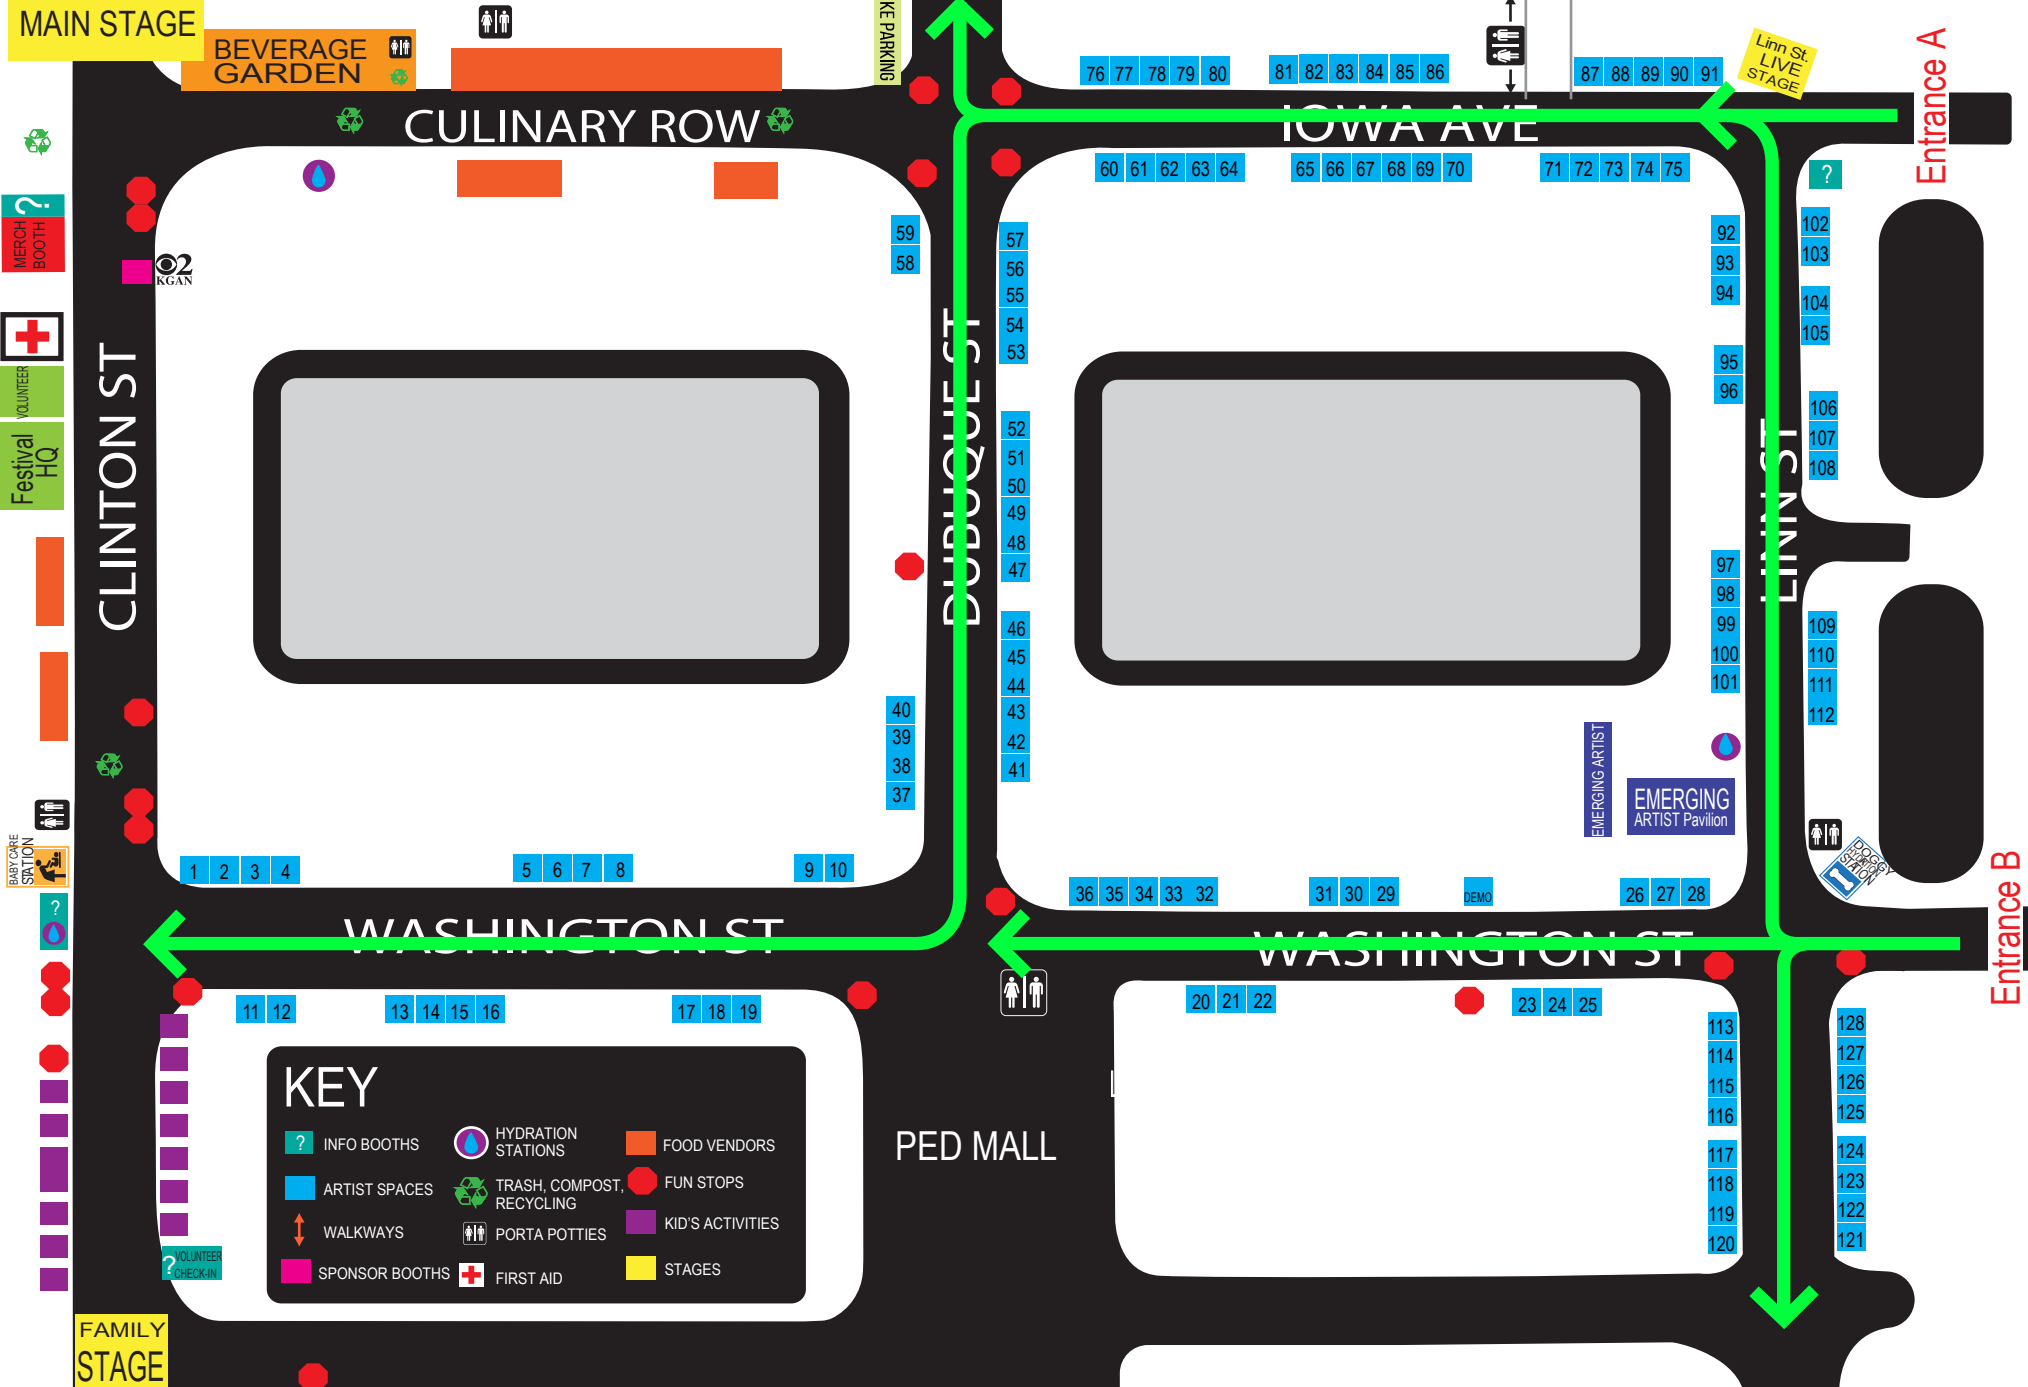 MAIN STAGE
BEVERAGE
GARDEN
KE PARKING
76 77 78 79 80
81 82 83 84 85 86
87 88 89 90 91
Linn St.
LIVE
STAGE
Entrance A
CULINARY ROW
IOWA AVE
60 61 62 63 64
65 66 67 68 69 70
71 72 73 74 75
?
?
MERCH
BOOTH
2
KGAN
59
58
57
56
55
54
53
92
93
94
102
103
104
105
95
96
VOLUNTEER
Festival
HQ
CLINTON ST
DUBUQUE ST
LINN ST
52
51
50
49
48
47
106
107
108
97
98
99
100
101
46
45
44
43
42
41
109
110
111
112
40
39
38
37
EMERGING ARTIST
EMERGING
ARTIST Pavilion
BABY CARE
STATION
DOGGY
HYDRTION
STATION
1 2 3 4
5 6 7 8
9 10
36 35 34 33 32
31 30 29
DEMO
26 27 28
?
Entrance B
WASHINGTON ST
WASHINGTON ST
11 12
13 14 15 16
17 18 19
20 21 22
23 24 25
113
114
115
116
117
118
119
120
128
127
126
125
124
123
122
121
KEY
? INFO BOOTHS
ARTIST SPACES
WALKWAYS
SPONSOR BOOTHS
HYDRATION
STATIONS
TRASH, COMPOST,
RECYCLING
PORTA POTTIES
FIRST AID
FOOD VENDORS
FUN STOPS
KID'S ACTIVITIES
STAGES
PED MALL
? VOLUNTEER
CHECK-IN
FAMILY
STAGE